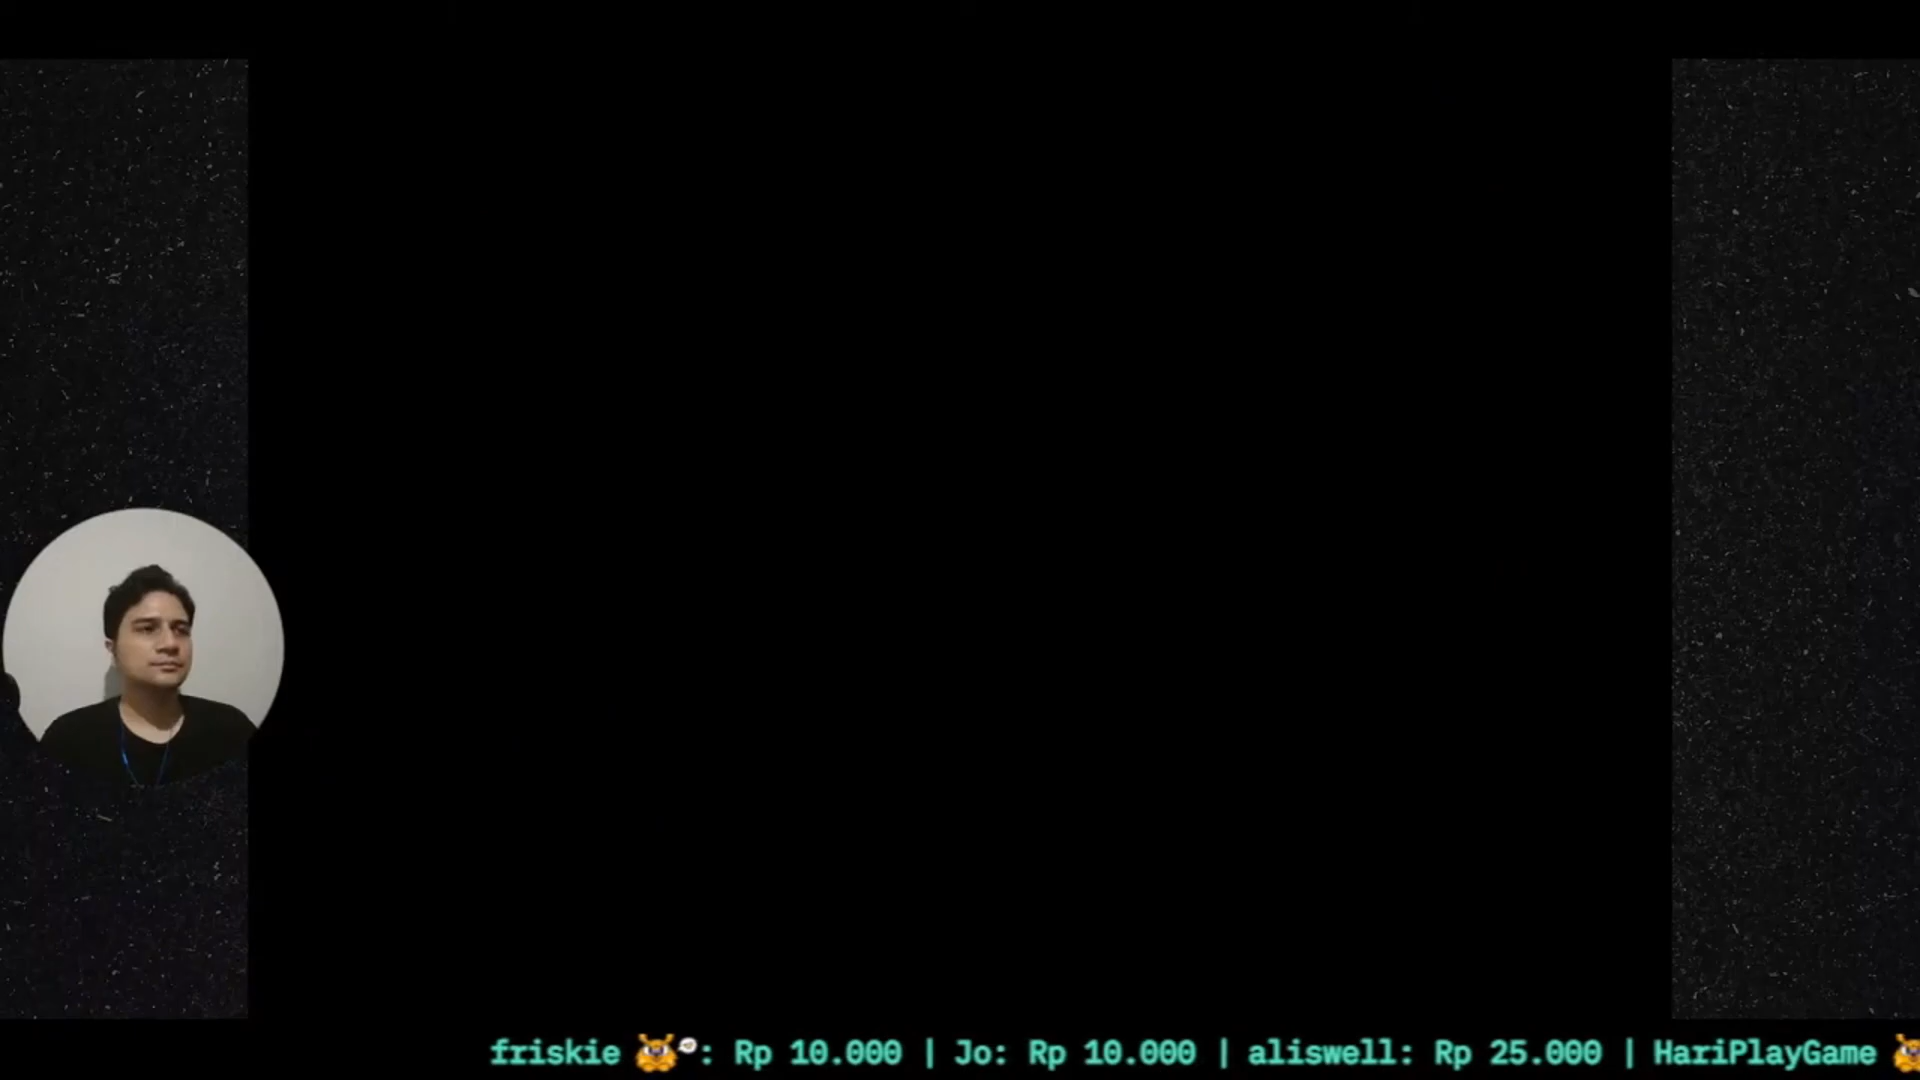 friskie : Rp 10.000 | Jo: Rp 10.000 | aliswell: Rp 25.000 | HariPlayGame